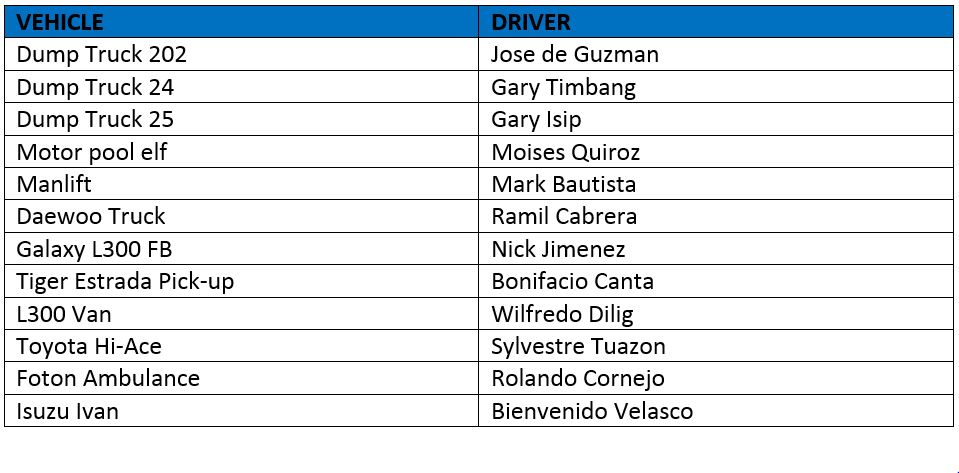 VEHICLE DRIVER
Dump Truck 202 Jose de Guzman
Dump Truck 24 Gary Timbang
Dump Truck 25 Gary Isip
Motor pool elf Moises Quiroz
Manlift Mark Bautista
Daewoo Truck Ramil Cabrera
Galaxy L300 FB Nick Jimenez
Tiger Estrada Pick-up Bonifacio Canta
L300 Van Wilfredo Dilig
Toyota Hi-Ace Sylvestre Tuazon
Foton Ambulance Rolando Cornejo
Isuzu Ivan Bienvenido Velasco